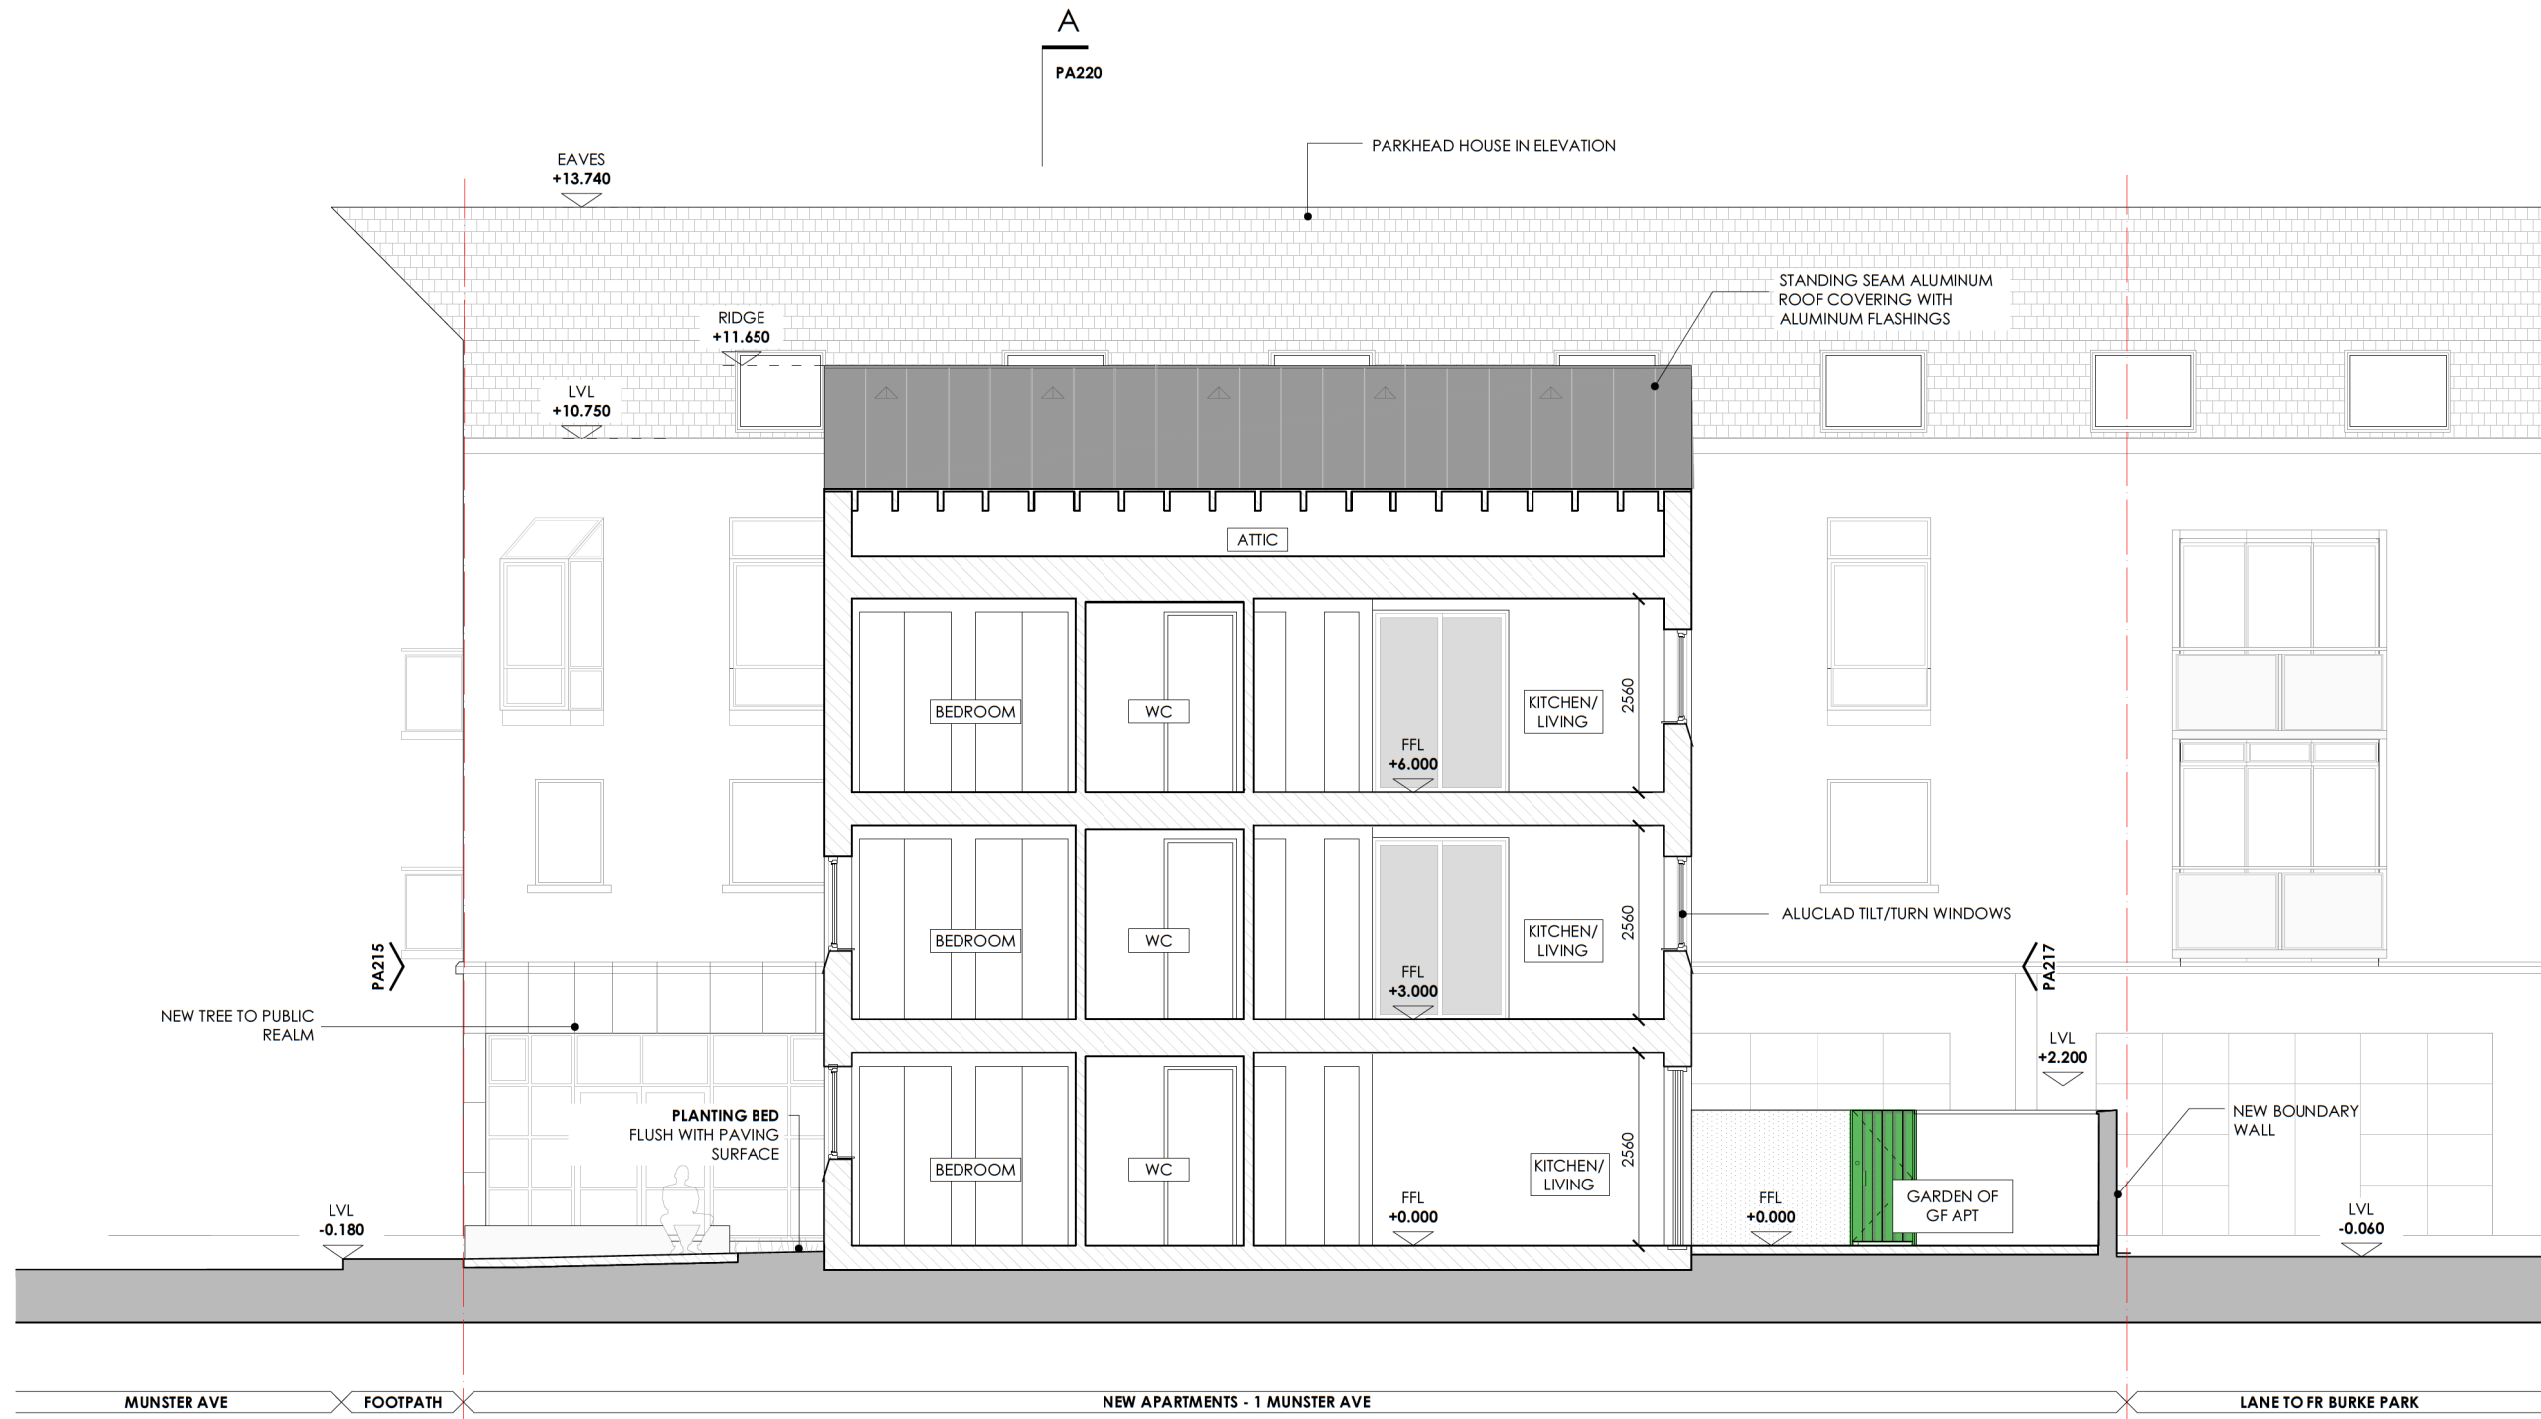 A
PA220
PARKHEAD HOUSE IN ELEVATION
EAVES
+13.740
STANDING SEAM ALUMINUM
ROOF COVERING WITH
ALUMINUM FLASHINGS
RIDGE
+11.650
LVL
+10.750
ATTIC
BEDROOM
WC
KITCHEN/
LIVING
2560
FFL
+6.000
BEDROOM
WC
KITCHEN/
LIVING
2560
FFL
+3.000
ALUCLAD TILT/TURN WINDOWS
PA215
PA217
NEW TREE TO PUBLIC
REALM
LVL
+2.200
PLANTING BED
FLUSH WITH PAVING
SURFACE
NEW BOUNDARY
WALL
BEDROOM
WC
KITCHEN/
LIVING
2560
FFL
+0.000
FFL
+0.000
GARDEN OF
GF APT
LVL
-0.180
LVL
-0.060
MUNSTER AVE
FOOTPATH
NEW APARTMENTS - 1 MUNSTER AVE
LANE TO FR BURKE PARK